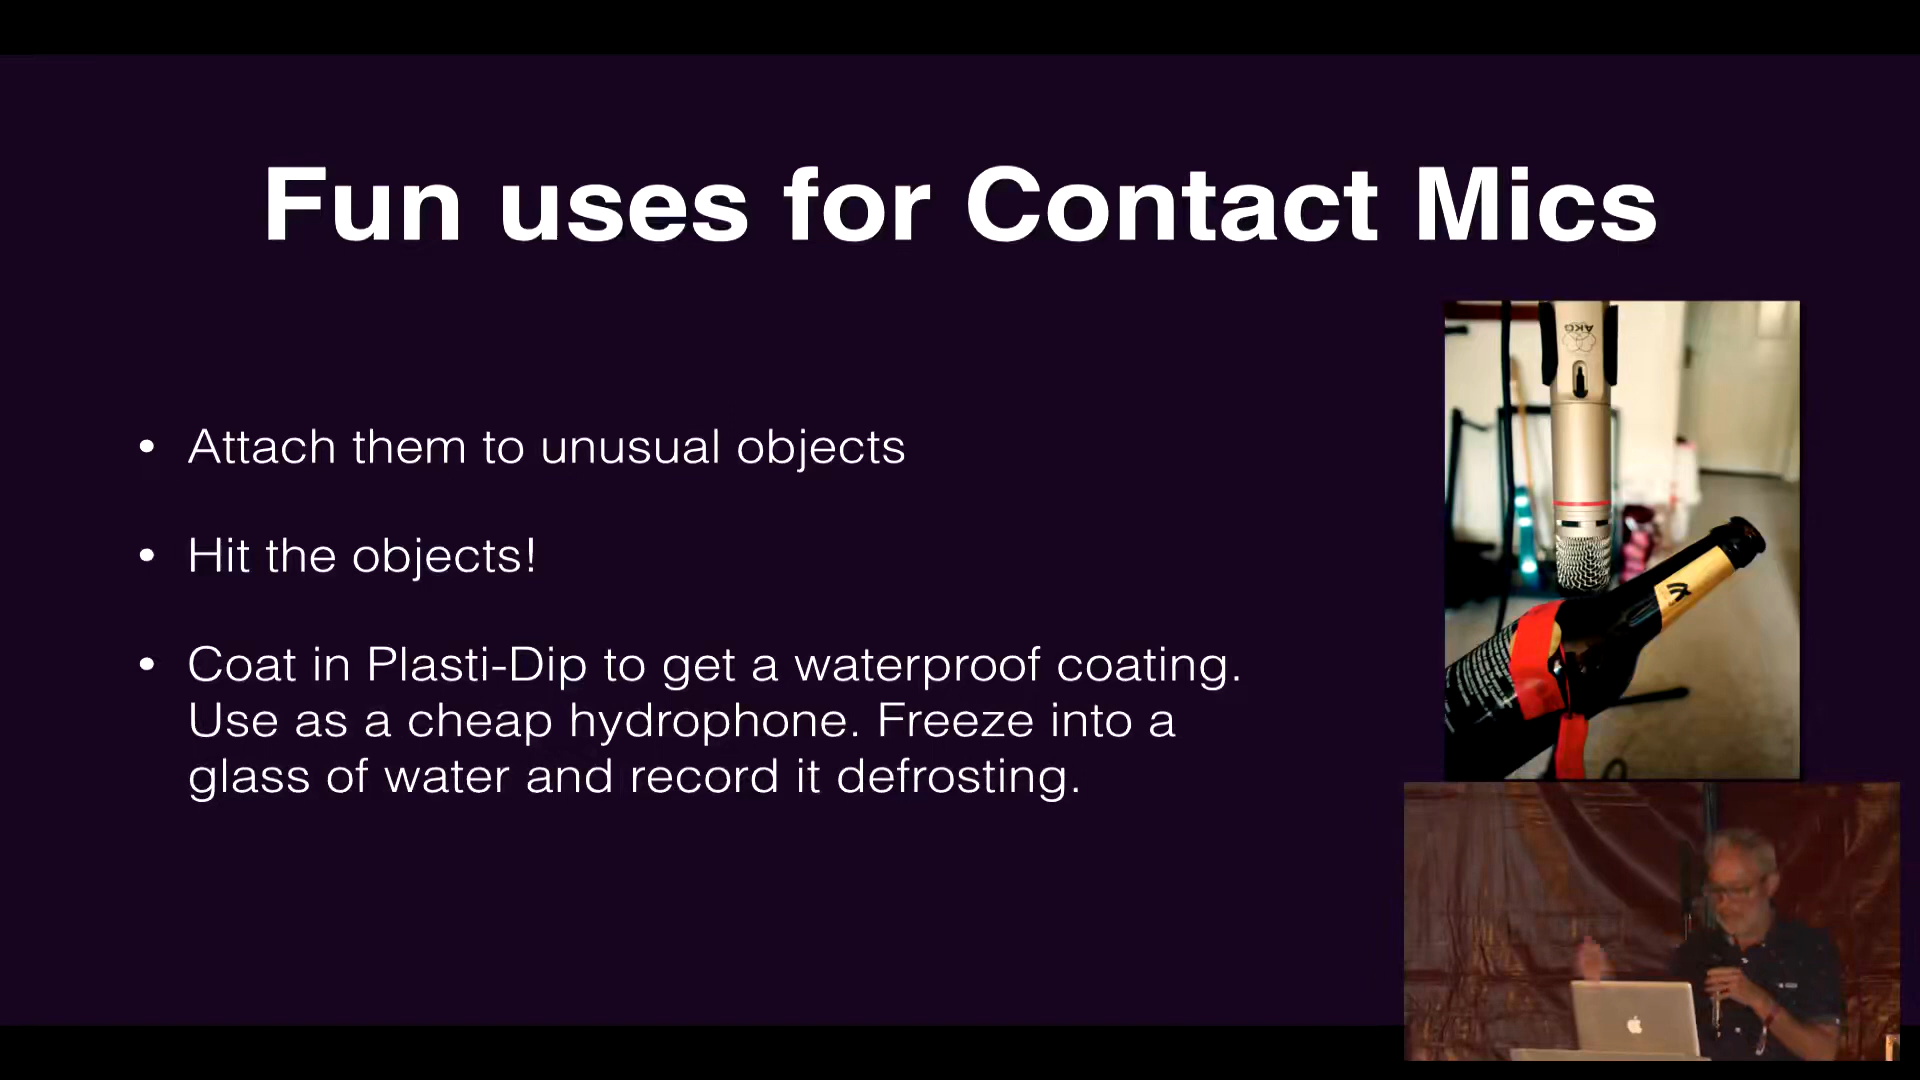 Fun uses for Contact Mics
AKG
• Attach them to unusual objects
• Hit the objects!
• Coat in Plasti-Dip to get a waterproof coating.
Use as a cheap hydrophone. Freeze into a
glass of water and record it defrosting.